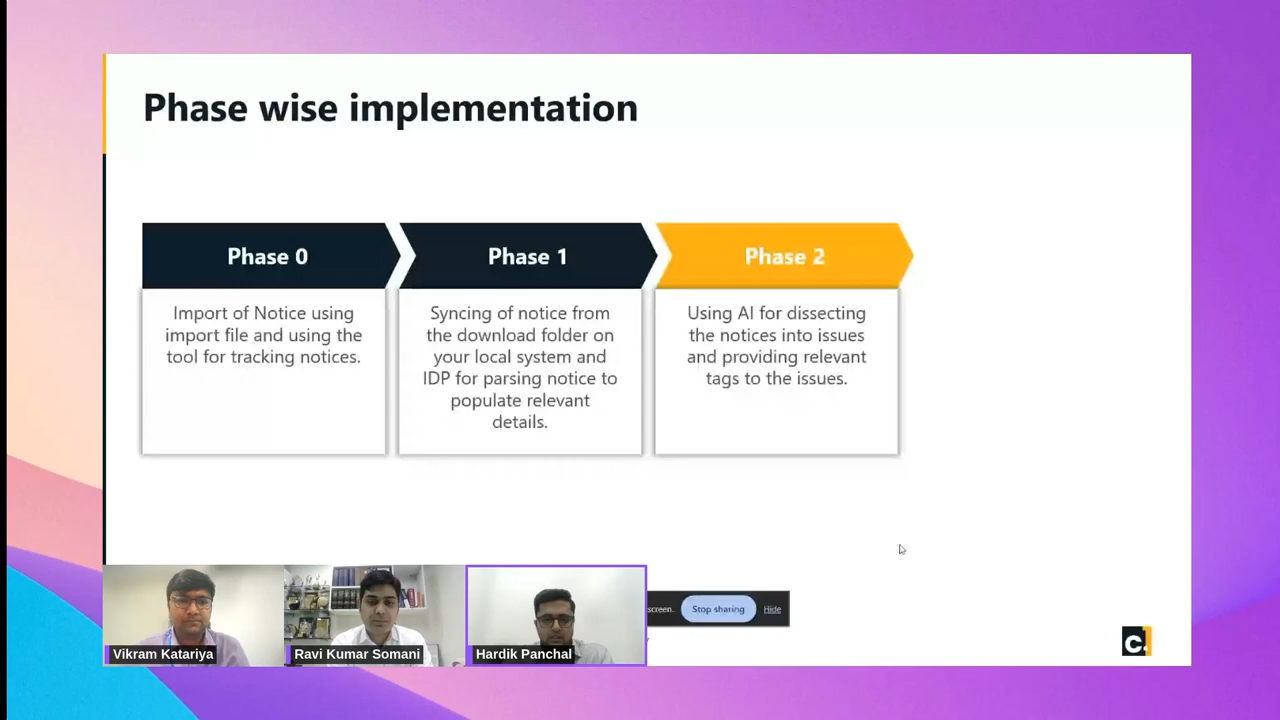 Phase wise implementation
Phase 0
Phase 1
Phase 2
Import of Notice using
import file and using the
tool for tracking notices.
Syncing of notice from
the download folder on
your local system and
IDP for parsing notice to
populate relevant
details.
Using AI for dissecting
the notices into issues
and providing relevant
tags to the issues.
screen.
Stop sharing
Hide
Vikram Katariya
Ravi Kumar Somani
Hardik Panchal
c.